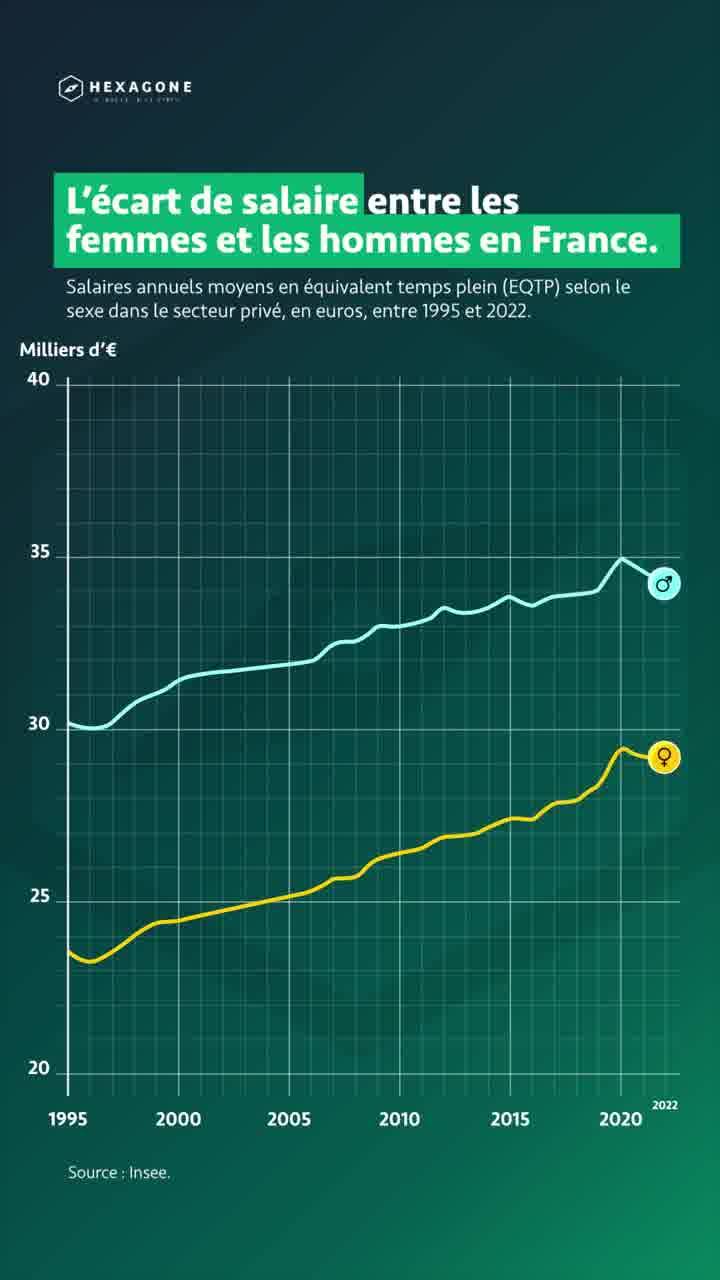 HEXAGONE
L'écart de salaire entre les
femmes et les hommes en France.
Salaires annuels moyens en équivalent temps plein (EQTP) selon le
sexe dans le secteur privé, en euros, entre 1995 et 2022.
Milliers d'€
40
35
30
25
20
2022
1995 2000 2005 2010 2015 2020
Source : Insee.